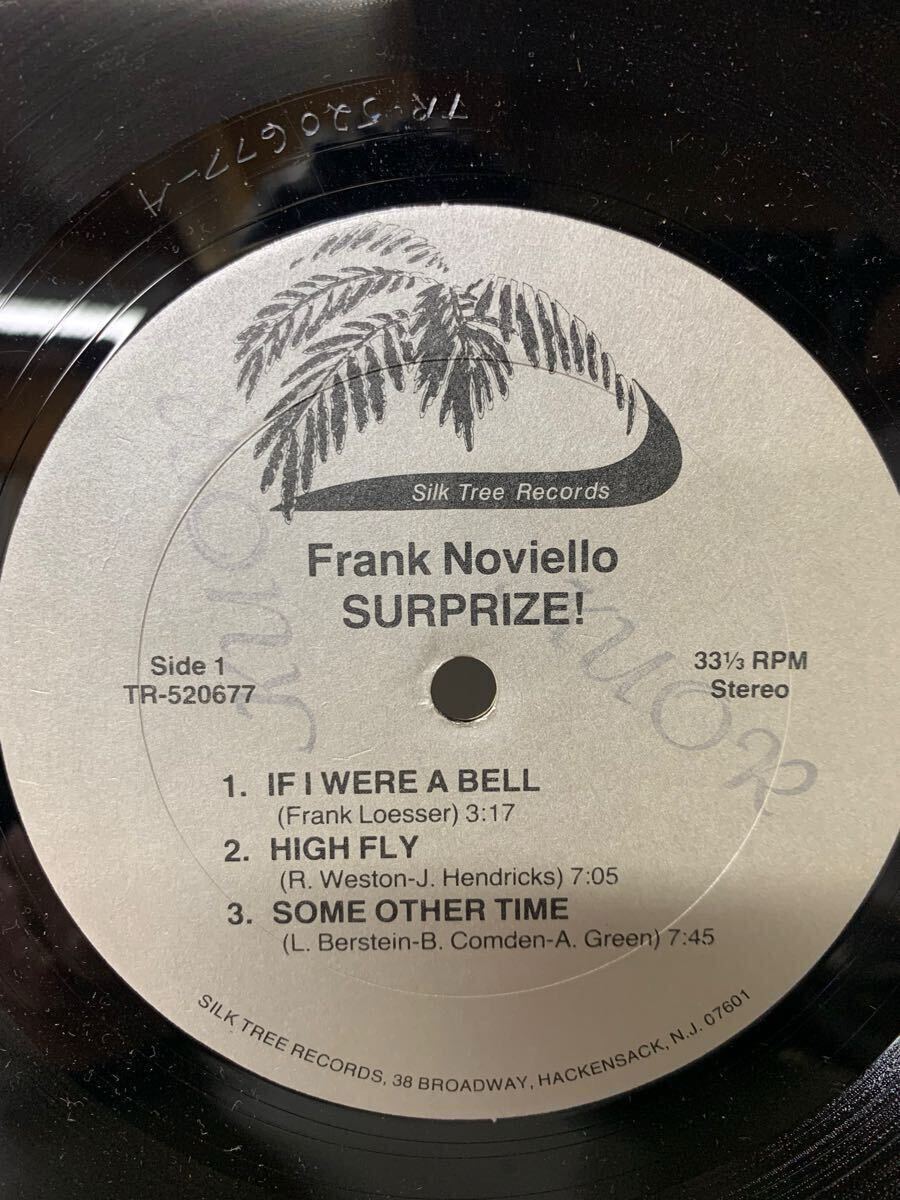 TR-520677-A
Silk Tree Records
Frank Noviello
SURPRIZE!
Side 1
TR-520677
33⅓ RPM
Stereo
1. IF I WERE A BELL
(Frank Loesser) 3:17
2. HIGH FLY
(R. Weston-J. Hendricks) 7:05
3. SOME OTHER TIME
(L. Berstein-B. Comden-A. Green) 7:45
SILK TREE RECORDS, 38 BROADWAY, HACKENSACK, N.J. 07601